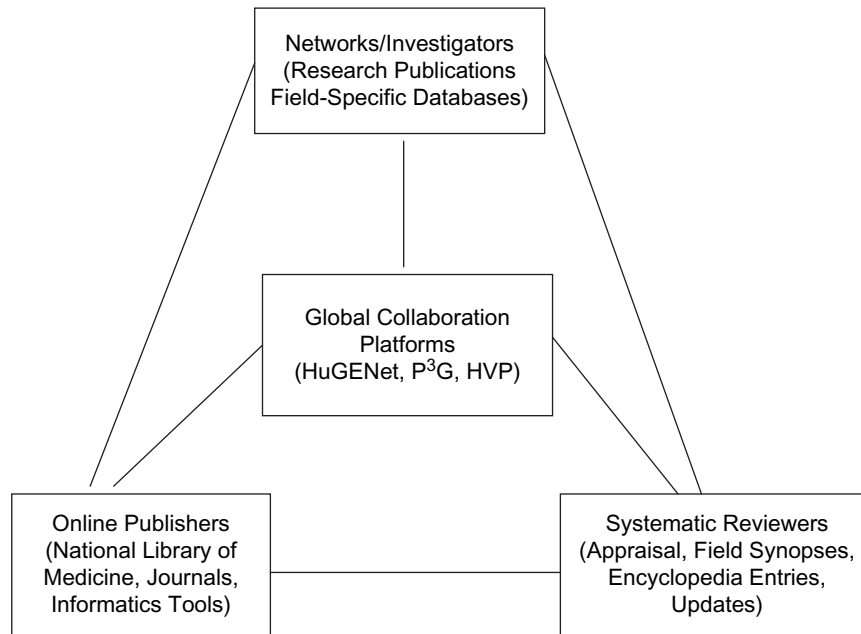 Networks/Investigators
(Research Publications
Field-Specific Databases)
Global Collaboration
Platforms
(HuGENet, P³G, HVP)
Online Publishers
(National Library of
Medicine, Journals,
Informatics Tools)
Systematic Reviewers
(Appraisal, Field Synopses,
Encyclopedia Entries,
Updates)